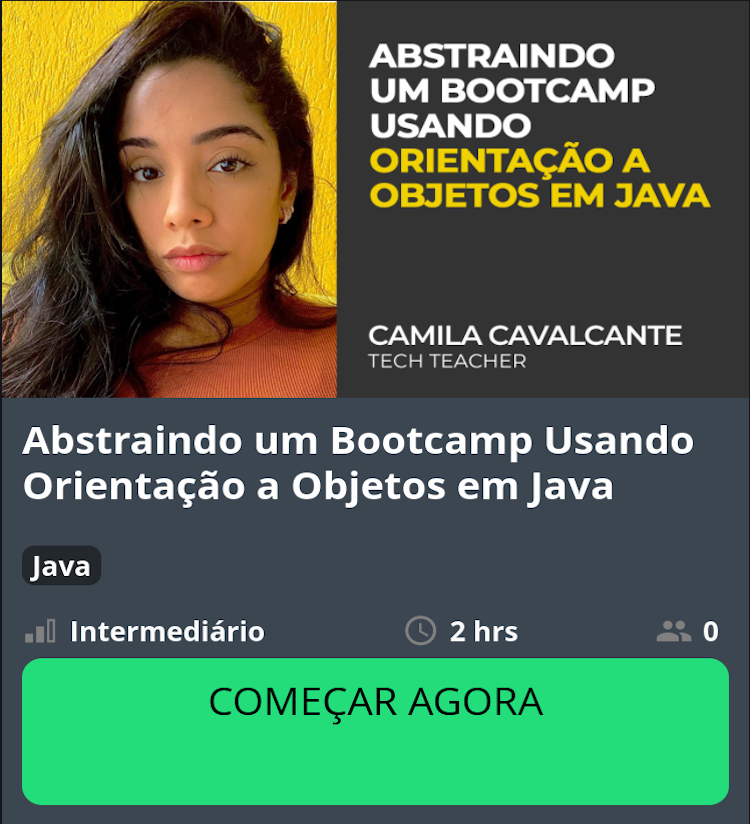 ABSTRAINDO
UM BOOTCAMP
USANDO
ORIENTAÇÃO A
OBJETOS EM JAVA
CAMILA CAVALCANTE
TECH TEACHER
Abstraindo um Bootcamp Usando
Orientação a Objetos em Java
Java
Intermediário 2 hrs 0
COMEÇAR AGORA